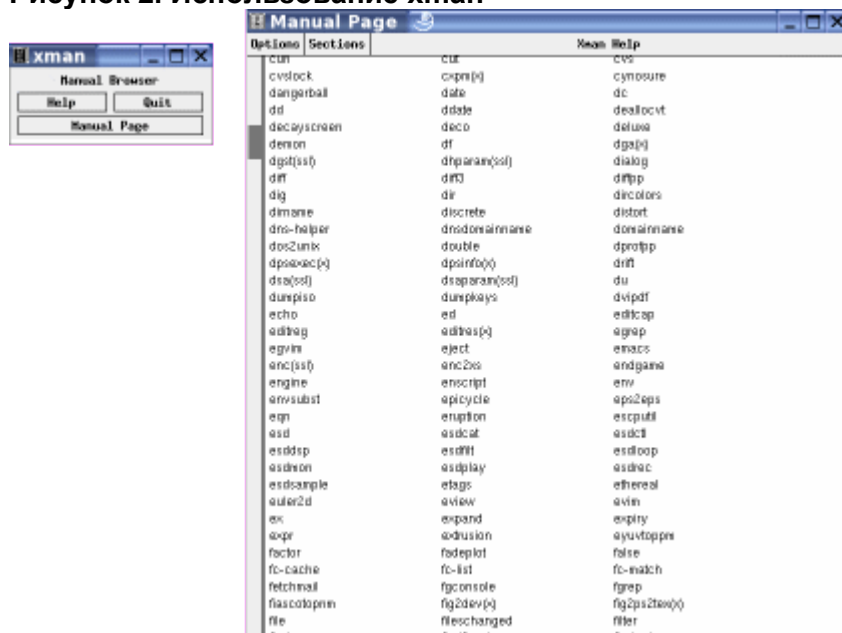 Рисунок 2. Использование xman
xman
Manual Browser
Help Quit
Manual Page
Manual Page
Options Sections Xman Help
curl cut cvs
cvslock cxpm(x) cynosure
dangerball date dc
dd ddate deallocvt
decayscreen deco deluxe
demon df dga(x)
dgst(ssl) dhparam(ssl) dialog
diff diff3 diffpp
dig dir dircolors
dirname discrete distort
dns-helper dnsdomainname domainname
dos2unix double dprofpp
dpsexec(x) dpsinfo(x) drift
dsa(ssl) dsaparam(ssl) du
dumpiso dumpkeys dvipdf
echo ed editcap
editreg editres(x) egrep
egvim eject emacs
enc(ssl) enc2xs endgame
engine enscript env
envsubst epicycle eps2eps
eqn eruption escputil
esd esdcat esdctl
esddsp esdfilt esdloop
esdmon esdplay esdrec
esdsample etags ethereal
euler2d eview evim
ex expand expiry
expr extrusion eyuvtoppm
factor fadeplot false
fc-cache fc-list fc-match
fetchmail fgconsole fgrep
fiascotopnm fig2dev(x) fig2ps2tex(x)
file fileschanged filter